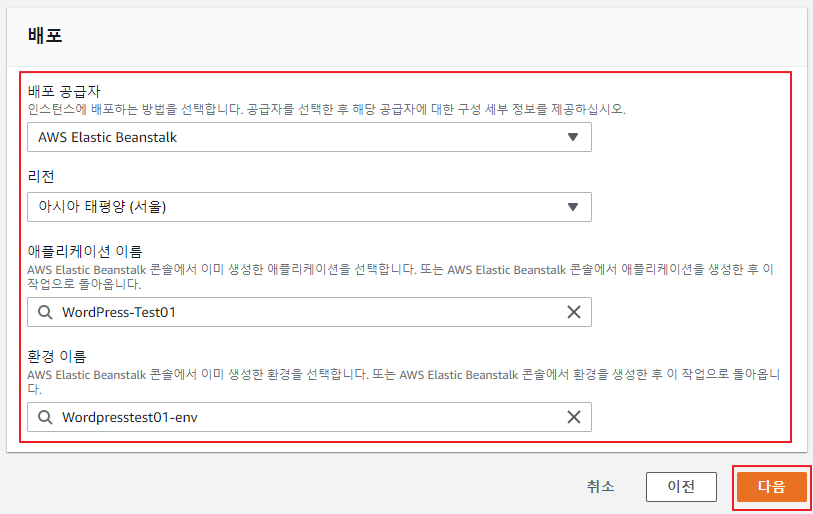 배포
배포 공급자
인스턴스에 배포하는 방법을 선택합니다. 공급자를 선택한 후 해당 공급자에 대한 구성 세부 정보를 제공하십시오.
AWS Elastic Beanstalk
리전
아시아 태평양 (서울)
애플리케이션 이름
AWS Elastic Beanstalk 콘솔에서 이미 생성한 애플리케이션을 선택합니다. 또는 AWS Elastic Beanstalk 콘솔에서 애플리케이션을 생성한 후 이
작업으로 돌아옵니다.
WordPress-Test01
환경 이름
AWS Elastic Beanstalk 콘솔에서 이미 생성한 환경을 선택합니다. 또는 AWS Elastic Beanstalk 콘솔에서 환경을 생성한 후 이 작업으로 돌아옵니
다.
Wordpresstest01-env
취소 이전 다음